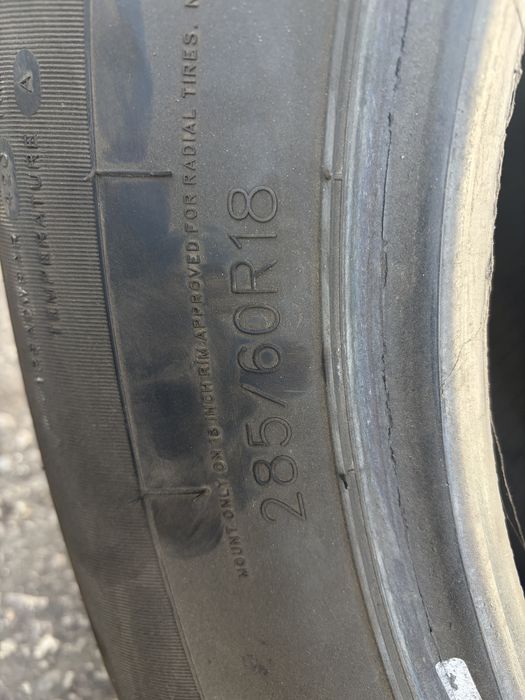 TEMPERATURE A
MOUNT ONLY ON 18 INCH RIM APPROVED FOR RADIAL TIRES.
285/60R18